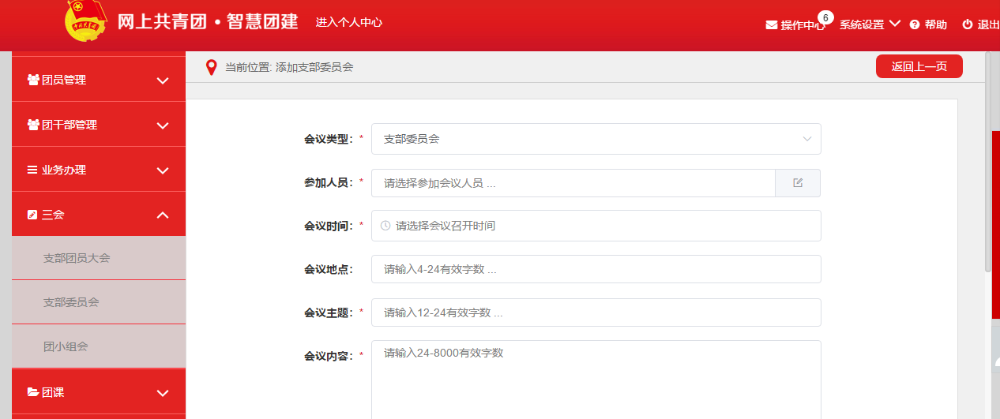 网上共青团·智慧团建 进入个人中心
6
操作中心 系统设置 帮助 退出
团员管理
团干部管理
业务办理
三会
支部团员大会
支部委员会
团小组会
团课
当前位置: 添加支部委员会
返回上一页
会议类型：* 支部委员会
参加人员：* 请选择参加会议人员 ...
会议时间：* 请选择会议召开时间
会议地点： 请输入4-24有效字数 ...
会议主题：* 请输入12-24有效字数 ...
会议内容：* 请输入24-8000有效字数